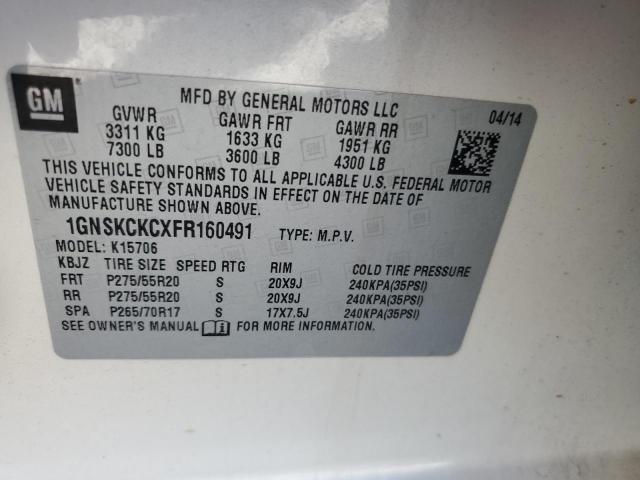 GM
MFD BY GENERAL MOTORS LLC 04/14
GVWR GAWR FRT GAWR RR
3311 KG 1633 KG 1951 KG
7300 LB 3600 LB 4300 LB
THIS VEHICLE CONFORMS TO ALL APPLICABLE U.S. FEDERAL MOTOR
VEHICLE SAFETY STANDARDS IN EFFECT ON THE DATE OF
MANUFACTURE SHOWN ABOVE.
1GNSKCKCXFR160491 TYPE: M.P.V.
MODEL: K15706
KBJZ TIRE SIZE SPEED RTG RIM COLD TIRE PRESSURE
FRT P275/55R20 S 20X9J 240KPA(35PSI)
RR P275/55R20 S 20X9J 240KPA(35PSI)
SPA P265/70R17 S 17X7.5J 240KPA(35PSI)
SEE OWNER'S MANUAL FOR MORE INFORMATION.